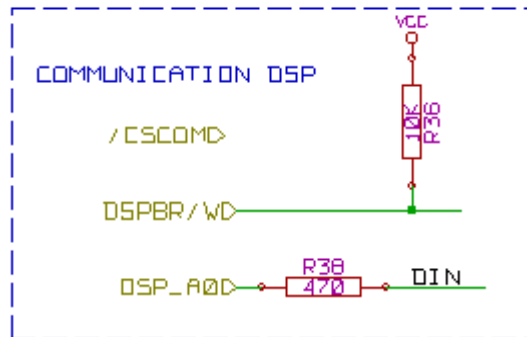 VCC
COMMUNICATION DSP
10K
R36
/CSCOM
DSPBR/W
R38
470
DIN
DSP_A0